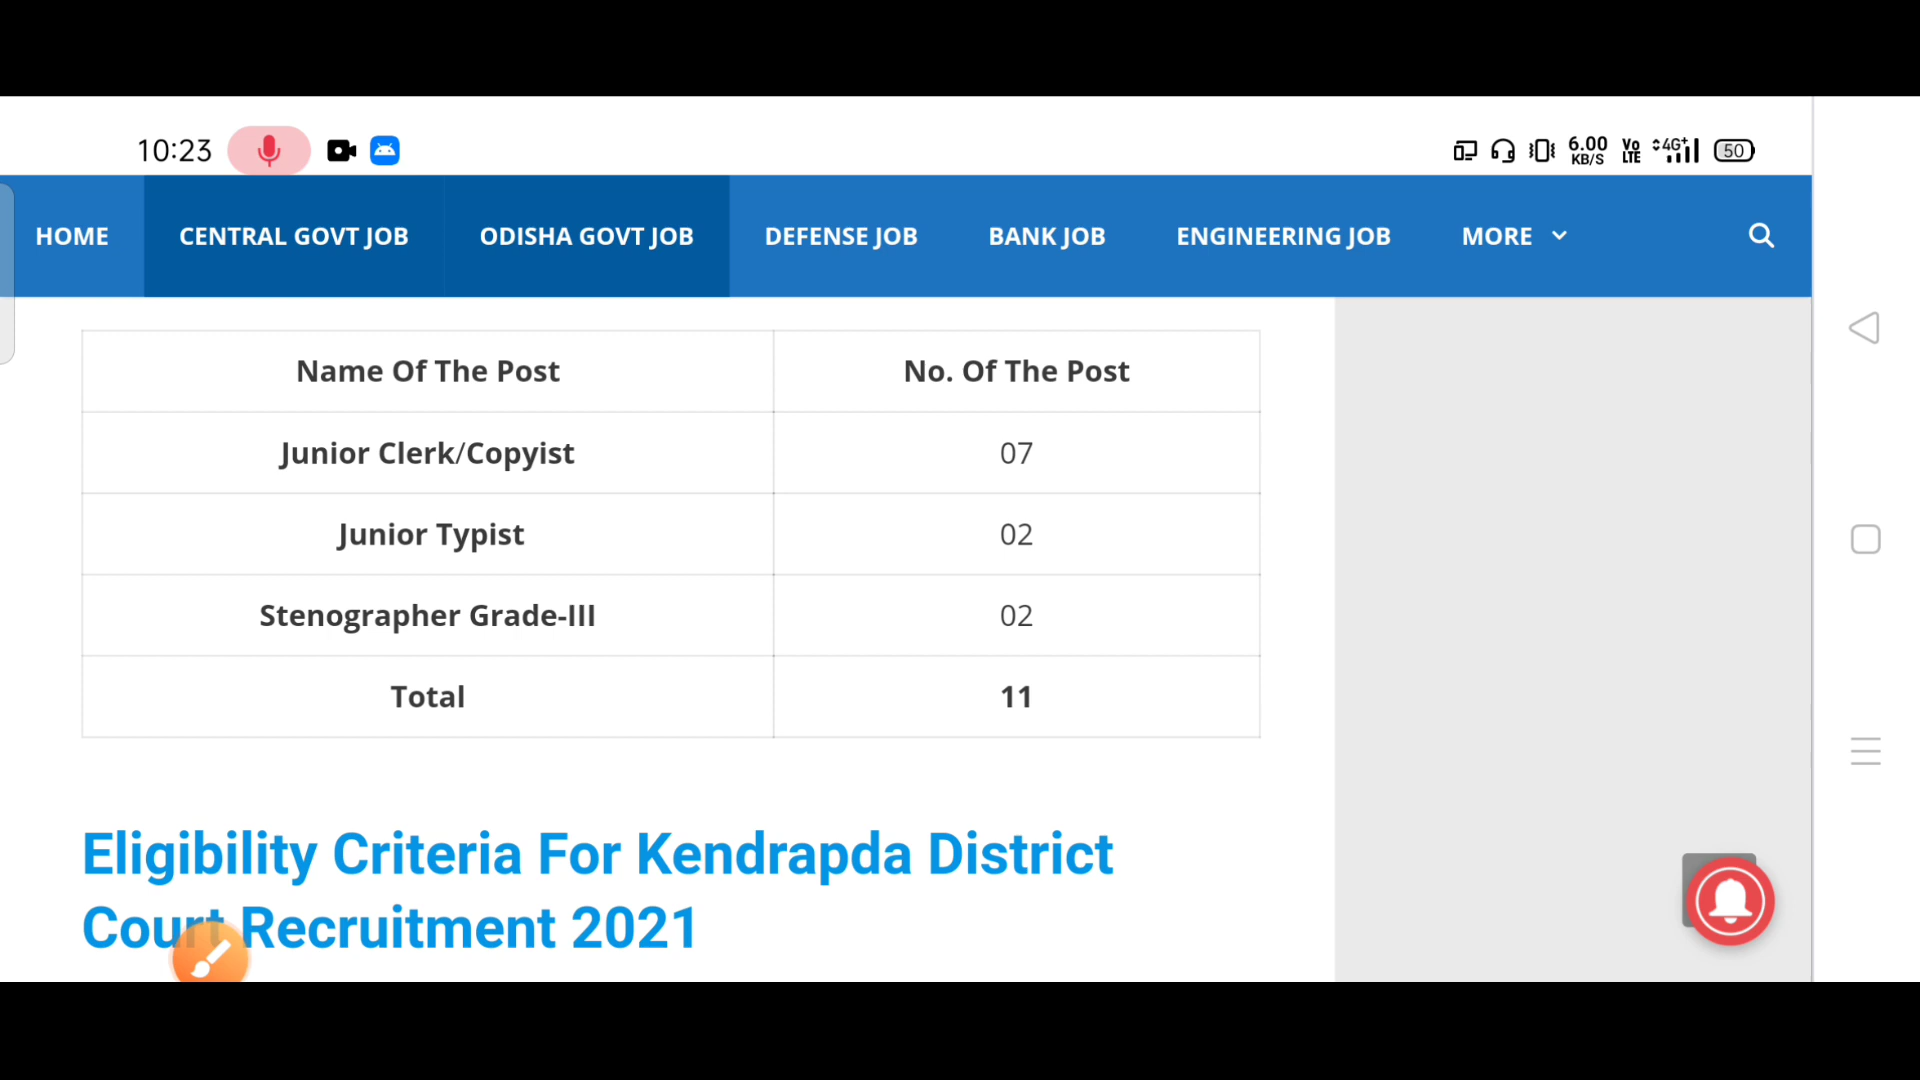 10:23 6.00 KB/S Vo LTE 4G+ 50
HOME CENTRAL GOVT JOB ODISHA GOVT JOB DEFENSE JOB BANK JOB ENGINEERING JOB MORE
Name Of The Post No. Of The Post
Junior Clerk/Copyist 07
Junior Typist 02
Stenographer Grade-III 02
Total 11
Eligibility Criteria For Kendrapda District
Court Recruitment 2021